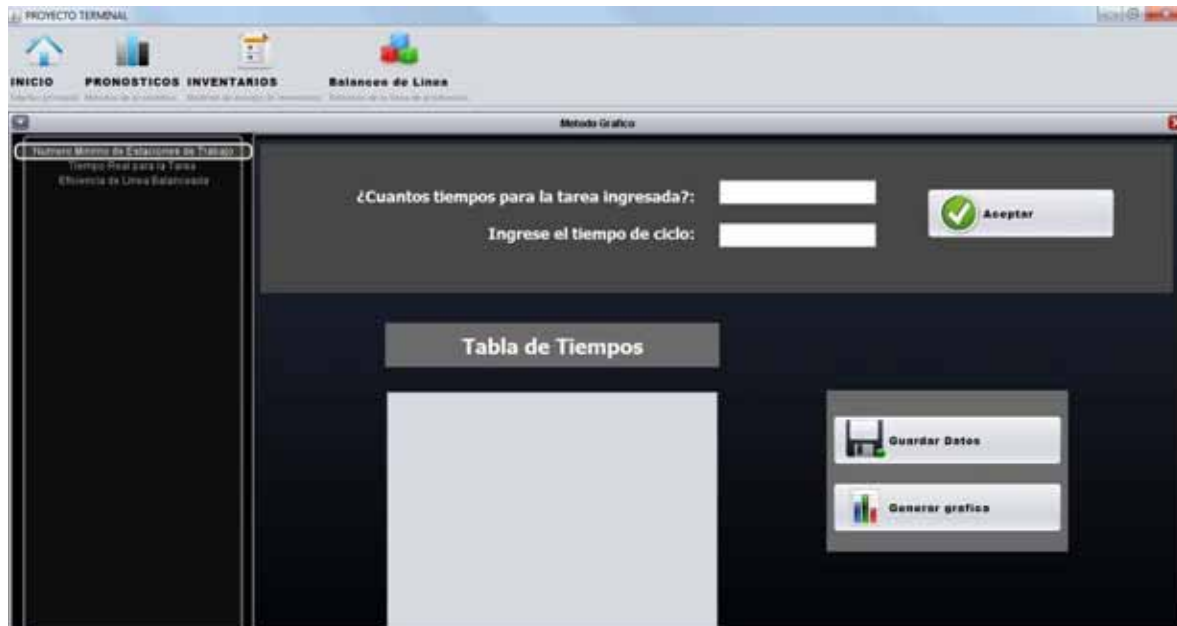 PROYECTO TERMINAL
INICIO
PRONOSTICOS
INVENTARIOS
Balanceo de Linea
Metodo Grafico
Numero Minimo de Estaciones de Trabajo
Tiempo Real para la Tarea
Eficiencia de Linea Balanceada
¿Cuantos tiempos para la tarea ingresada?:
Ingrese el tiempo de ciclo:
Aceptar
Tabla de Tiempos
Guardar Datos
Generar grafica